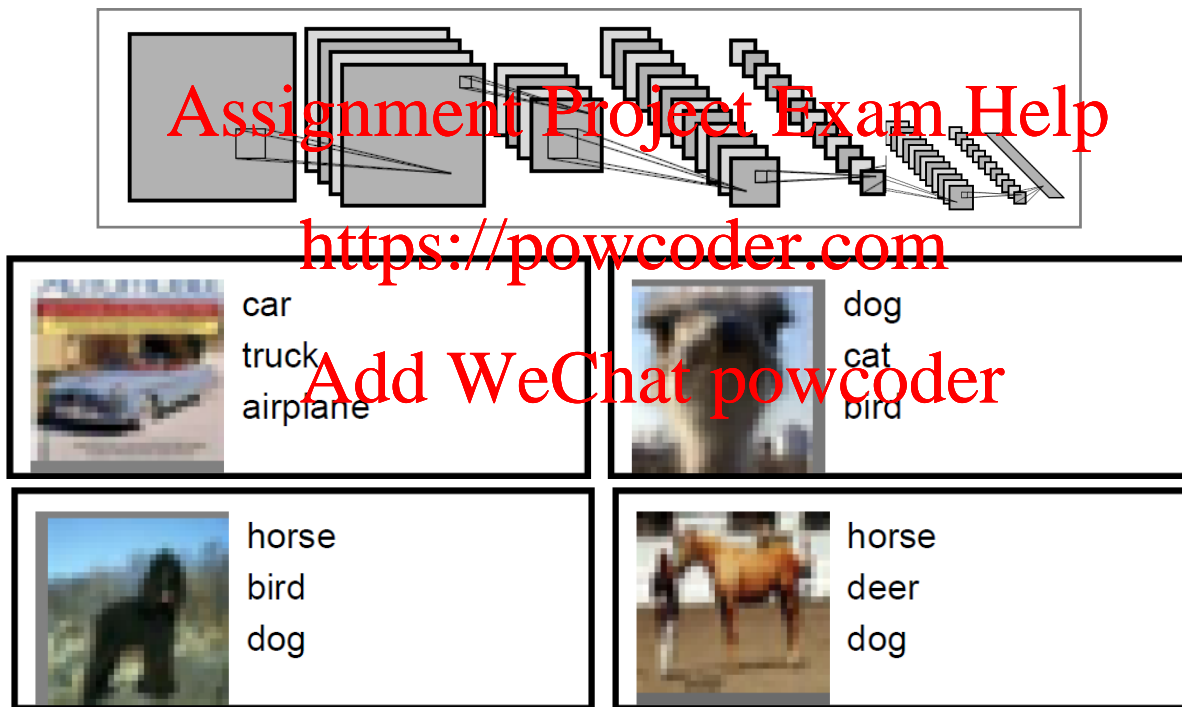 Assignment Project Exam Help
https://powcoder.com
car
truck
airplane
dog
cat
bird
Add WeChat powcoder
horse
bird
dog
horse
deer
dog